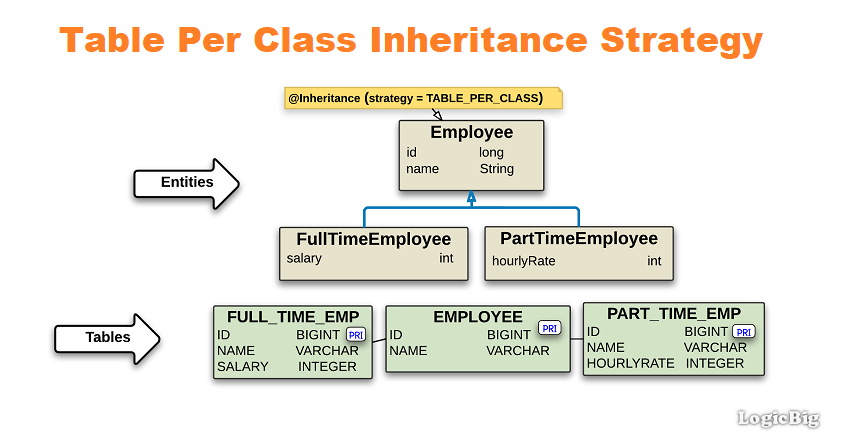 Table Per Class Inheritance Strategy
@Inheritance (strategy = TABLE_PER_CLASS)
Employee
id long
name String
Entities
FullTimeEmployee
salary int
PartTimeEmployee
hourlyRate int
Tables
FULL_TIME_EMP
ID BIGINT PRI
NAME VARCHAR
SALARY INTEGER
EMPLOYEE
ID BIGINT PRI
NAME VARCHAR
PART_TIME_EMP
ID BIGINT PRI
NAME VARCHAR
HOURLYRATE INTEGER
LogicBig